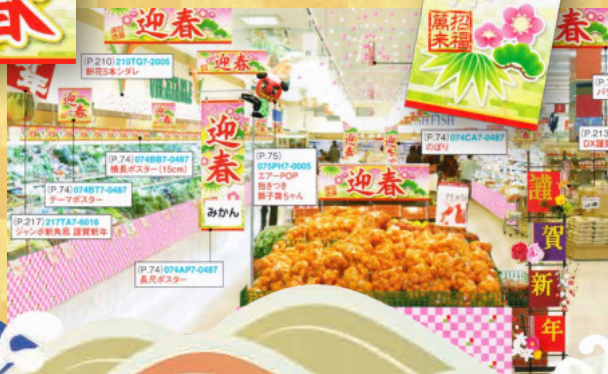 迎春
春
招福
萬来
(P.210) 210TQ7-2005
餅花5本シダレ
迎春
迎春
迎春
(P.74) 074BB7-0487
横長ポスター(15cm)
(P.75)
075PH7-0005
エアーPOP
抱きつき
獅子舞ちゃん
(P.74) 074CA7-0487
のぼり
(P.74) 074BT7-0487
テーマポスター
迎春
みかん
(P.217) 217TA7-6016
ジャンボ新角凧 謹賀新年
(P.74) 074AP7-0487
長尺ポスター
謹
賀
新
年